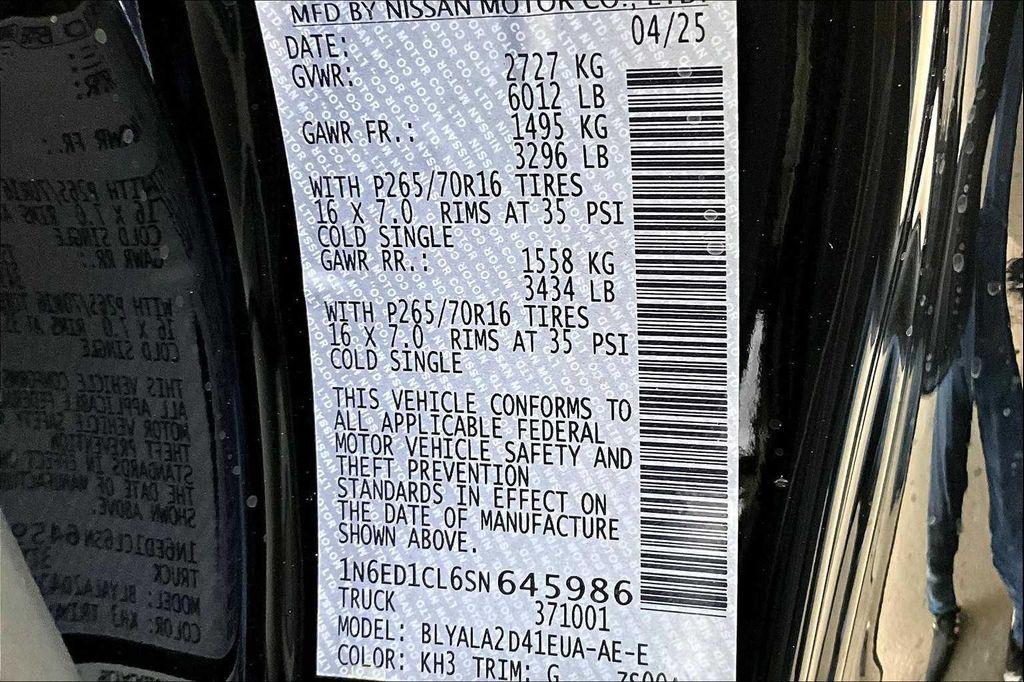 MFD BY NISSAN MOTOR CO., LTD.
DATE: 04/25
GVWR: 2727 KG
6012 LB
GAWR FR.: 1495 KG
3296 LB
WITH P265/70R16 TIRES
16 X 7.0 RIMS AT 35 PSI
COLD SINGLE
GAWR RR.: 1558 KG
3434 LB
WITH P265/70R16 TIRES
16 X 7.0 RIMS AT 35 PSI
COLD SINGLE
THIS VEHICLE CONFORMS TO
ALL APPLICABLE FEDERAL
MOTOR VEHICLE SAFETY AND
THEFT PREVENTION
STANDARDS IN EFFECT ON
THE DATE OF MANUFACTURE
SHOWN ABOVE.
1N6ED1CL6SN645986
TRUCK 371001
MODEL: BLYALA2D41EUA-AE-E
COLOR: KH3 TRIM: G